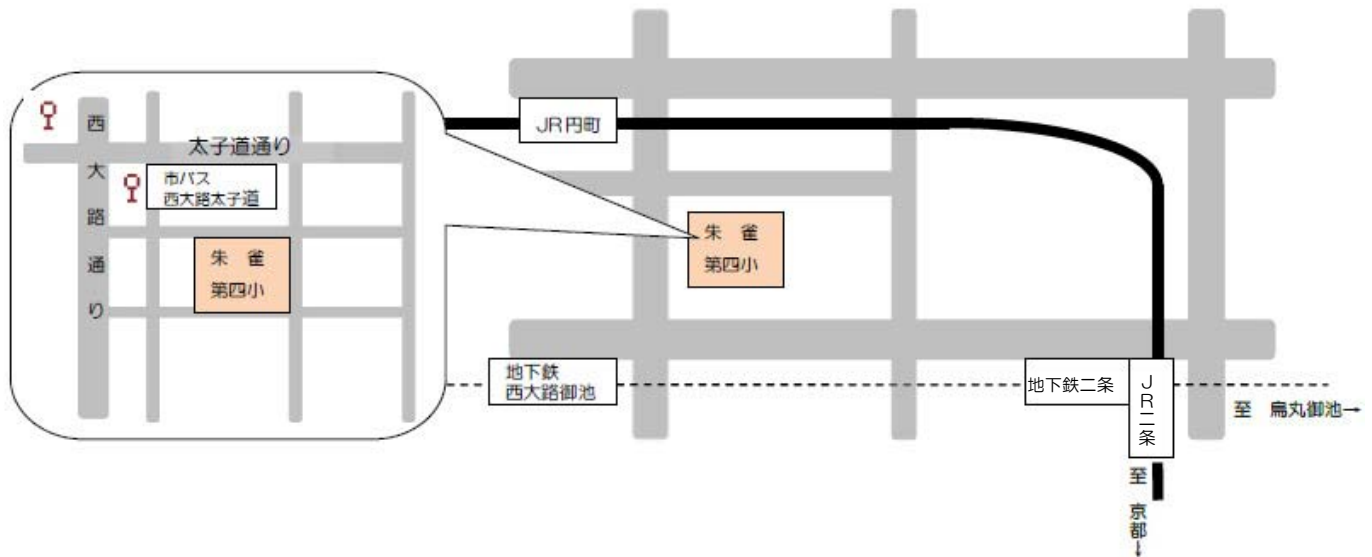 西大路通り
太子道通り
市バス
西大路太子道
朱 雀
第四小
JR円町
朱 雀
第四小
地下鉄
西大路御池
地下鉄二条
JR二条
至 烏丸御池→
至 京都→